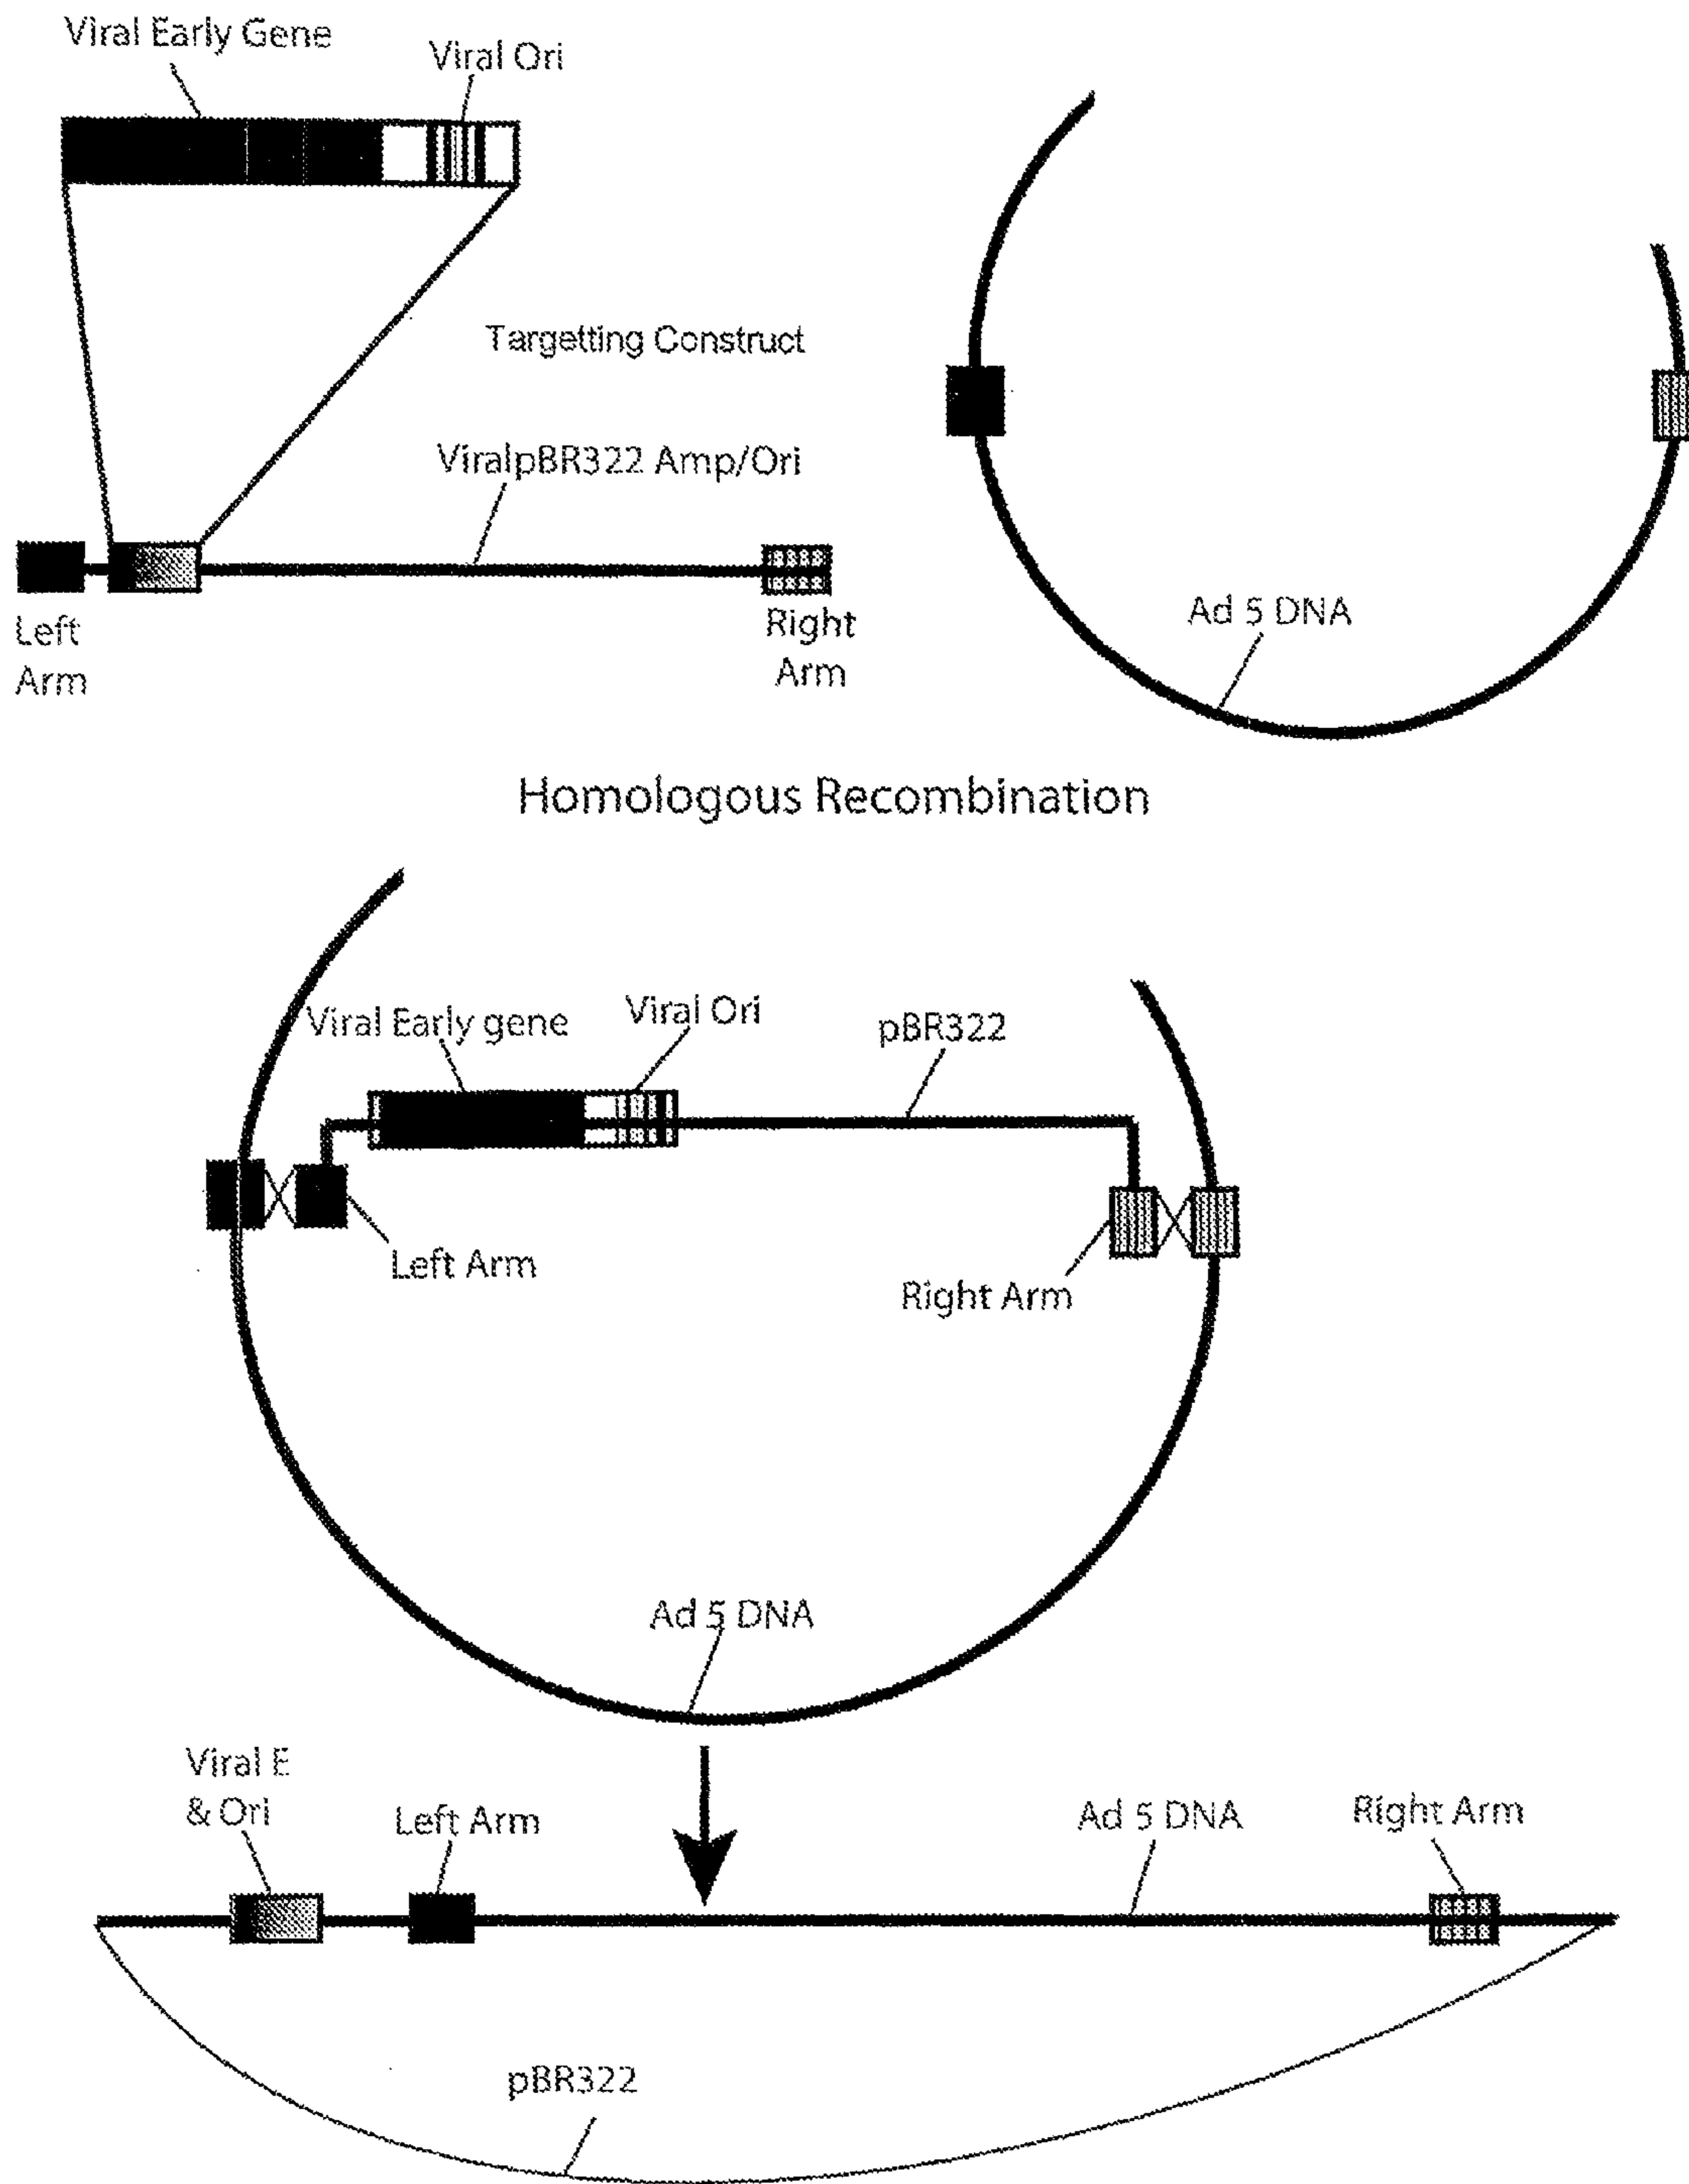 Viral Early Gene
Viral Ori
Targetting Construct
ViralpBR322 Amp/Ori
Left
Arm
Right
Arm
Ad 5 DNA
Homologous Recombination
Viral Early gene
Viral Ori
pBR322
Left Arm
Right Arm
Ad 5 DNA
Viral E
& Ori
Left Arm
Ad 5 DNA
Right Arm
pBR322